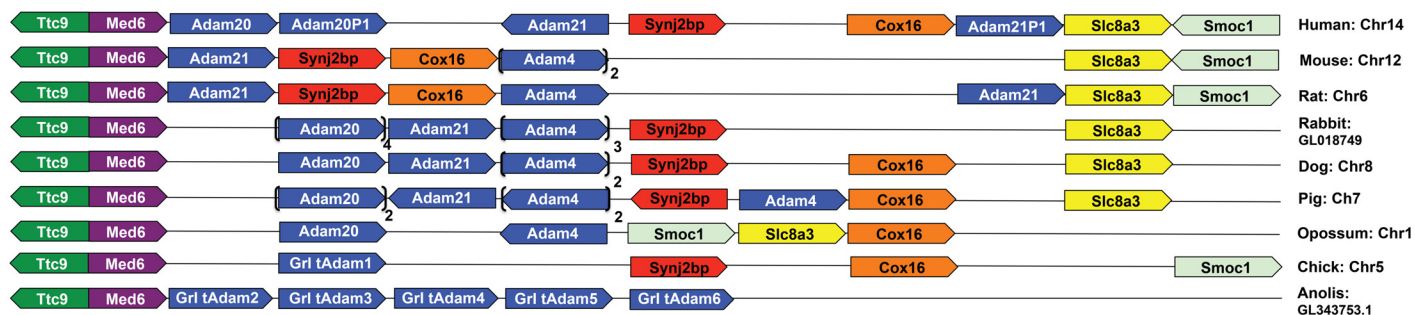 Ttc9 Med6 Adam20 Adam20P1 Adam21 Synj2bp Cox16 Adam21P1 Slc8a3 Smoc1 Human: Chr14
Ttc9 Med6 Adam21 Synj2bp Cox16 [Adam4]2 Slc8a3 Smoc1 Mouse: Chr12
Ttc9 Med6 Adam21 Synj2bp Cox16 Adam4 Adam21 Slc8a3 Smoc1 Rat: Chr6
Ttc9 Med6 [Adam20]4 Adam21 [Adam4]3 Synj2bp Slc8a3 Rabbit:
GL018749
Ttc9 Med6 Adam20 Adam21 [Adam4]2 Synj2bp Cox16 Slc8a3 Dog: Chr8
Ttc9 Med6 [Adam20]2 Adam21 [Adam4]2 Synj2bp Adam4 Cox16 Slc8a3 Pig: Ch7
Ttc9 Med6 Adam20 Adam4 Smoc1 Slc8a3 Cox16 Opossum: Chr1
Ttc9 Med6 Grl tAdam1 Synj2bp Cox16 Smoc1 Chick: Chr5
Ttc9 Med6 Grl tAdam2 Grl tAdam3 Grl tAdam4 Grl tAdam5 Grl tAdam6 Anolis:
GL343753.1